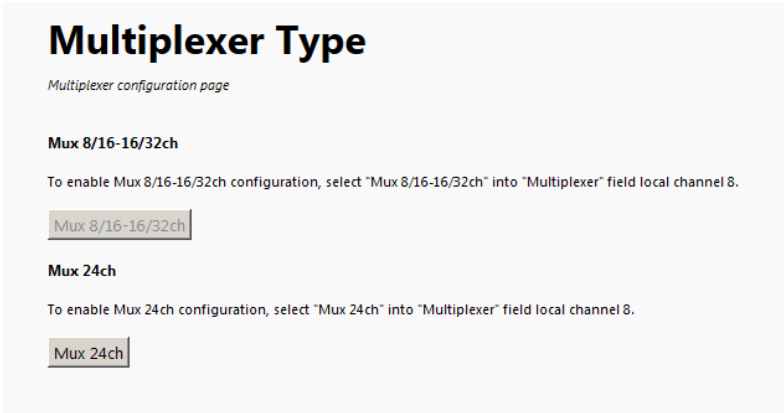 Multiplexer Type
Multiplexer configuration page
Mux 8/16-16/32ch
To enable Mux 8/16-16/32ch configuration, select "Mux 8/16-16/32ch" into "Multiplexer" field local channel 8.
Mux 8/16-16/32ch
Mux 24ch
To enable Mux 24ch configuration, select "Mux 24ch" into "Multiplexer" field local channel 8.
Mux 24ch